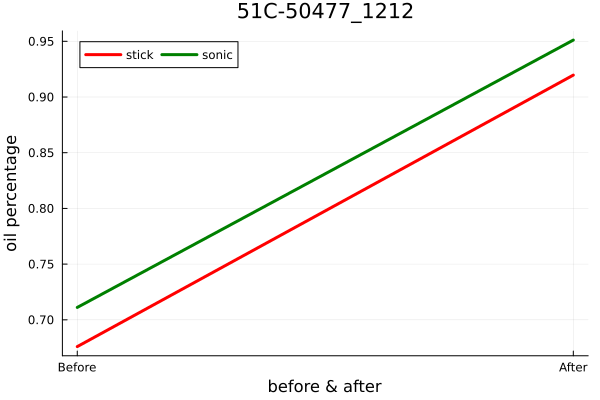 51C-50477_1212
stick sonic
oil percentage
0.95
0.90
0.85
0.80
0.75
0.70
Before After
before & after